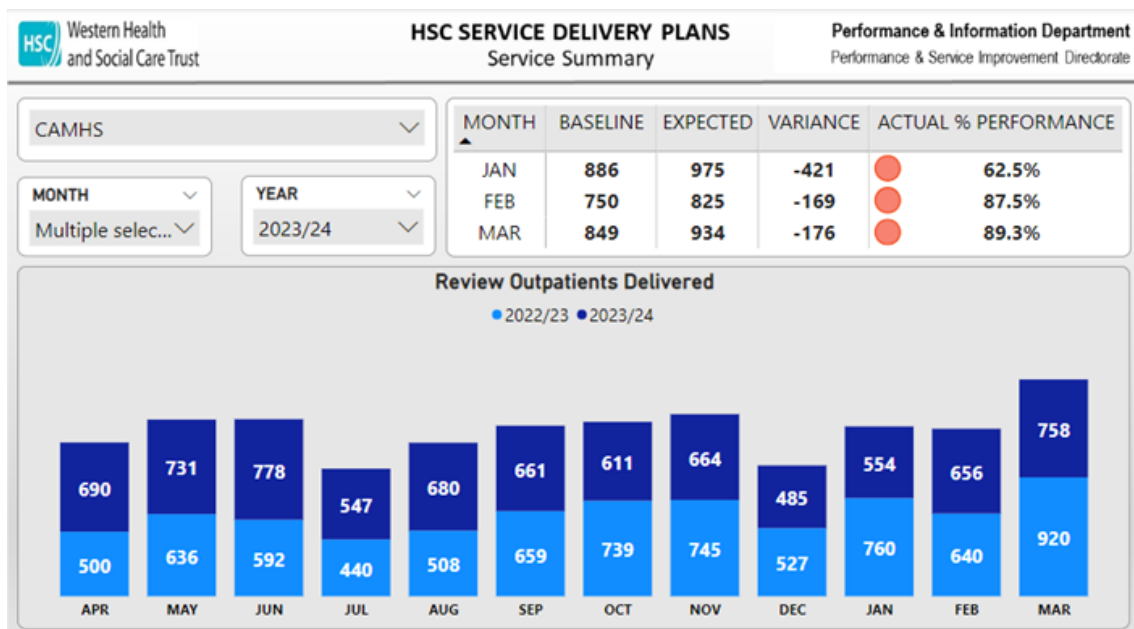 HSC Western Health
and Social Care Trust
HSC SERVICE DELIVERY PLANS
Service Summary
Performance & Information Department
Performance & Service Improvement Directorate
CAMHS
MONTH
Multiple selec...
YEAR
2023/24
MONTH BASELINE EXPECTED VARIANCE ACTUAL % PERFORMANCE
JAN 886 975 -421 62.5%
FEB 750 825 -169 87.5%
MAR 849 934 -176 89.3%
Review Outpatients Delivered
2022/23 2023/24
690 731 778 547 680 661 611 664 485 554 656 758
500 636 592 440 508 659 739 745 527 760 640 920
APR MAY JUN JUL AUG SEP OCT NOV DEC JAN FEB MAR